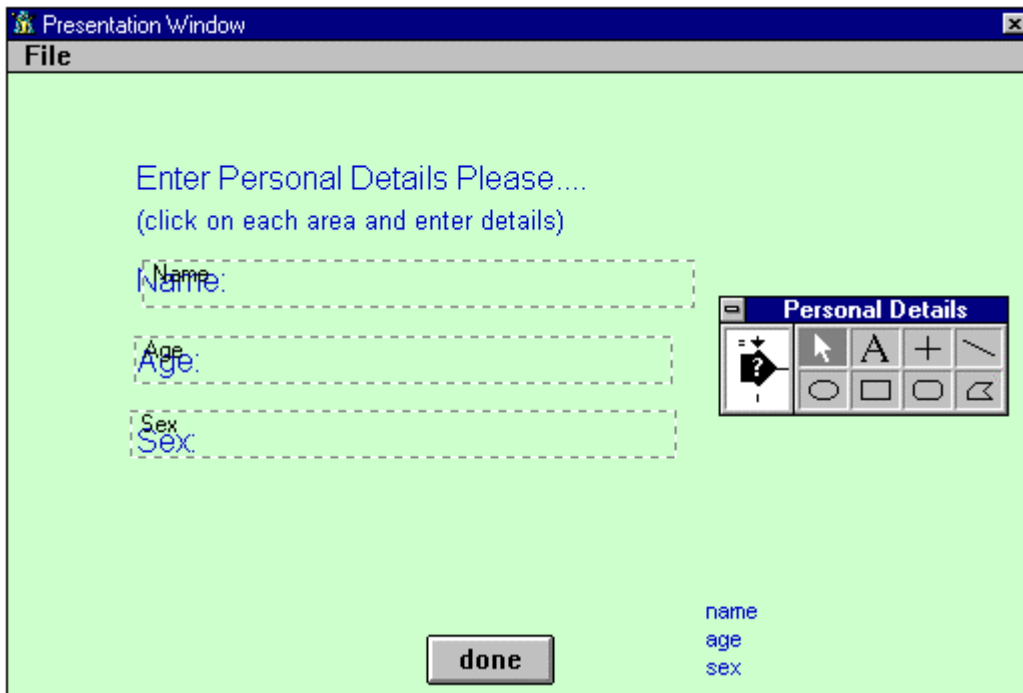 Presentation Window
File
Enter Personal Details Please....
(click on each area and enter details)
Name
Name:
Personal Details
A
?
Age
Age:
Sex
Sex:
name
age
sex
done